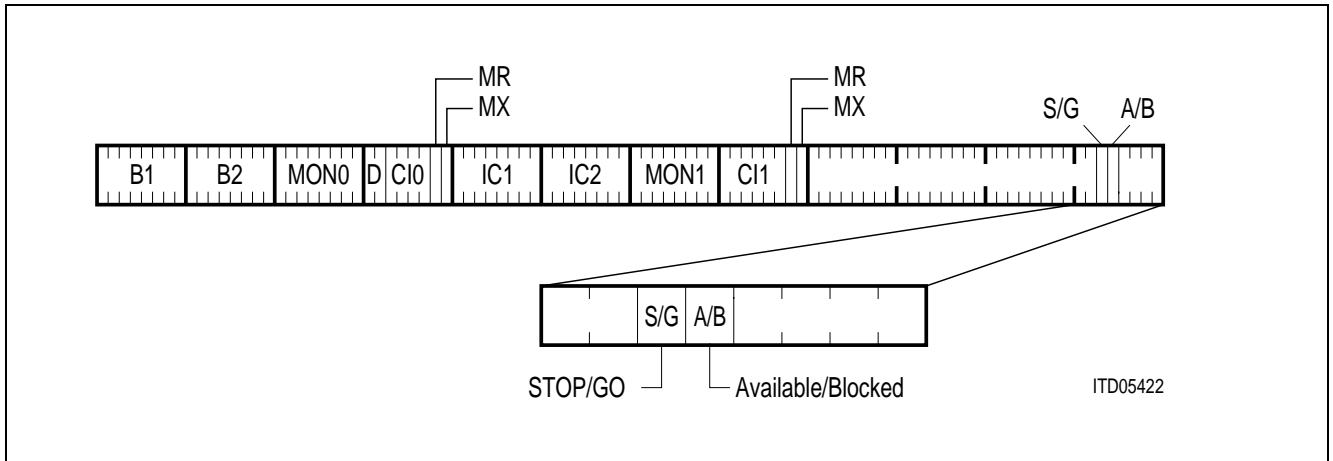 MR
MX
MR
MX
S/G A/B
B1 B2 MON0 D CI0 IC1 IC2 MON1 CI1
S/G A/B
STOP/GO Available/Blocked
ITD05422